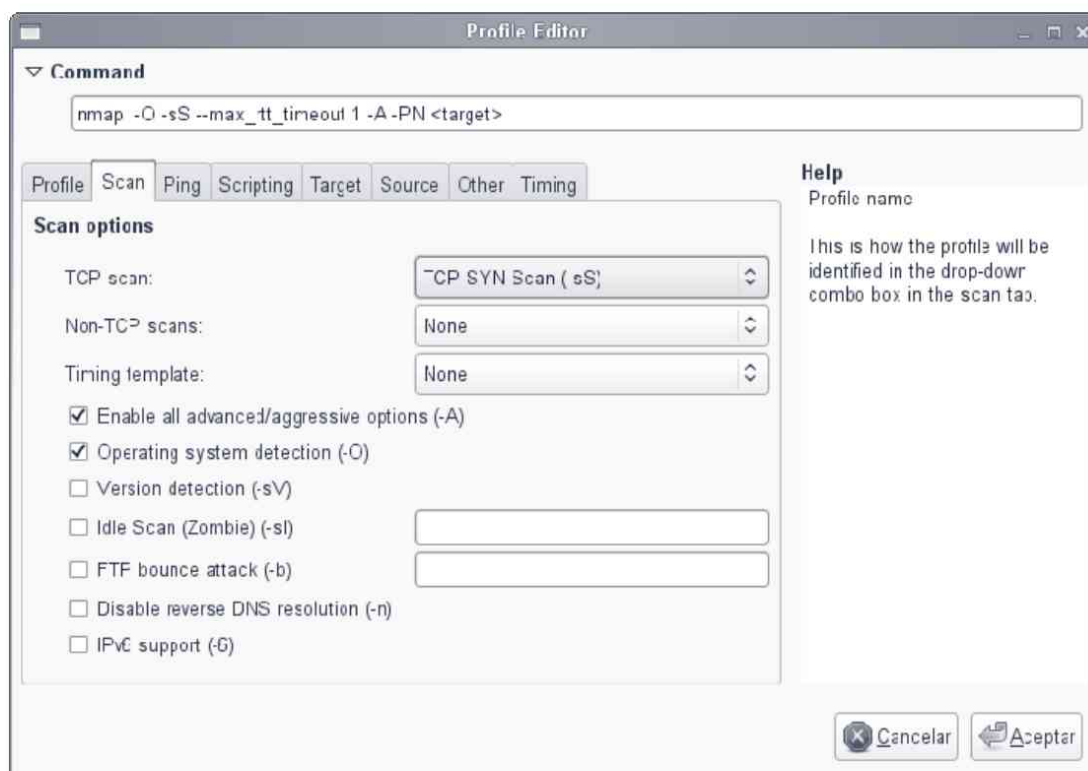 Profile Editor
Command
nmap -O -sS --max_rtt_timeout 1 -A -PN <target>
Profile Scan Ping Scripting Target Source Other Timing
Scan options
TCP scan: TCP SYN Scan (-sS)
Non-TCP scans: None
Timing template: None
Enable all advanced/aggressive options (-A)
Operating system detection (-O)
Version detection (-sV)
Idle Scan (Zombie) (-sI)
FTP bounce attack (-b)
Disable reverse DNS resolution (-n)
IPv6 support (-6)
Help
Profile name
This is how the profile will be
identified in the drop-down
combo box in the scan tab.
Cancelar Aceptar